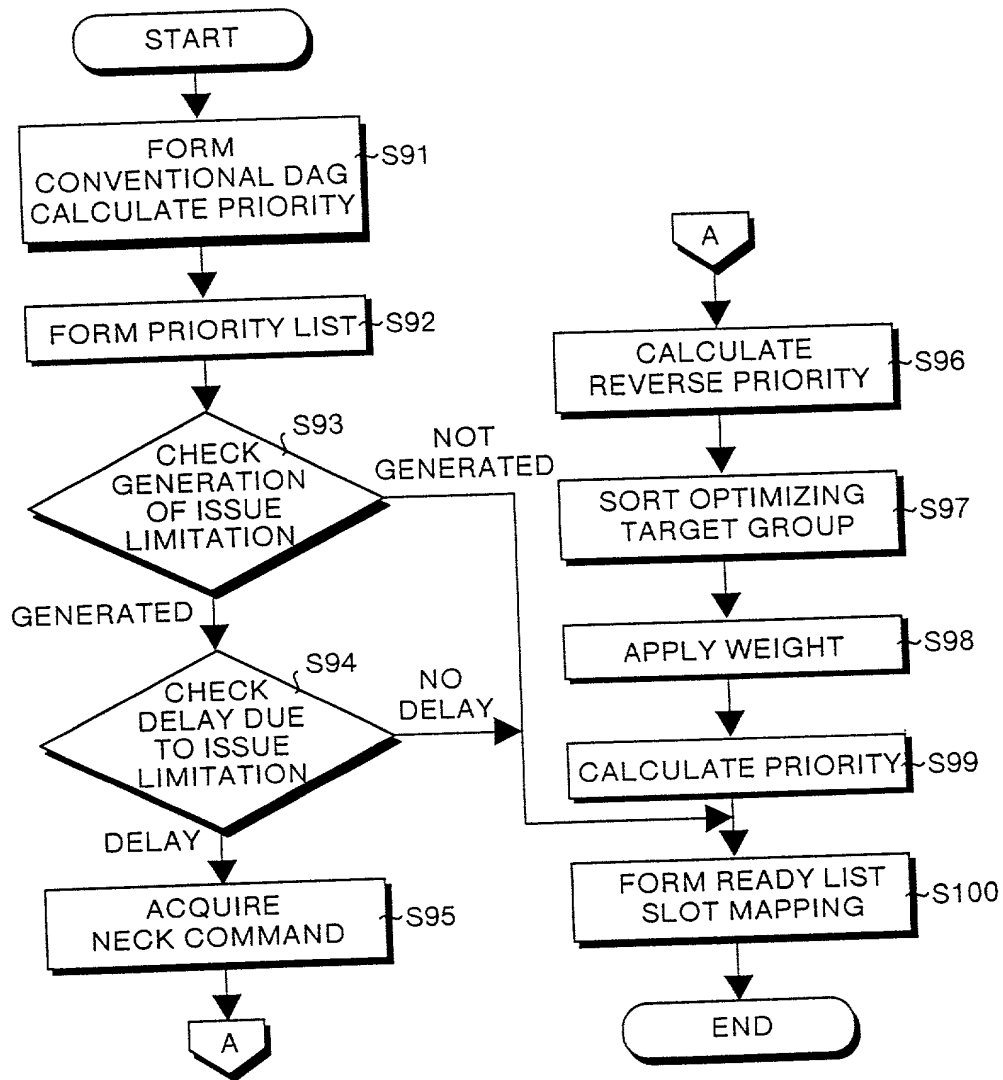 START
FORM
CONVENTIONAL DAG
CALCULATE PRIORITY
S91
FORM PRIORITY LIST
S92
S93
CHECK
GENERATION
OF ISSUE
LIMITATION
NOT
GENERATED
GENERATED
S94
CHECK
DELAY DUE
TO ISSUE
LIMITATION
NO
DELAY
DELAY
ACQUIRE
NECK COMMAND
S95
A
A
CALCULATE
REVERSE PRIORITY
S96
SORT OPTIMIZING
TARGET GROUP
S97
APPLY WEIGHT
S98
CALCULATE PRIORITY
S99
FORM READY LIST
SLOT MAPPING
S100
END